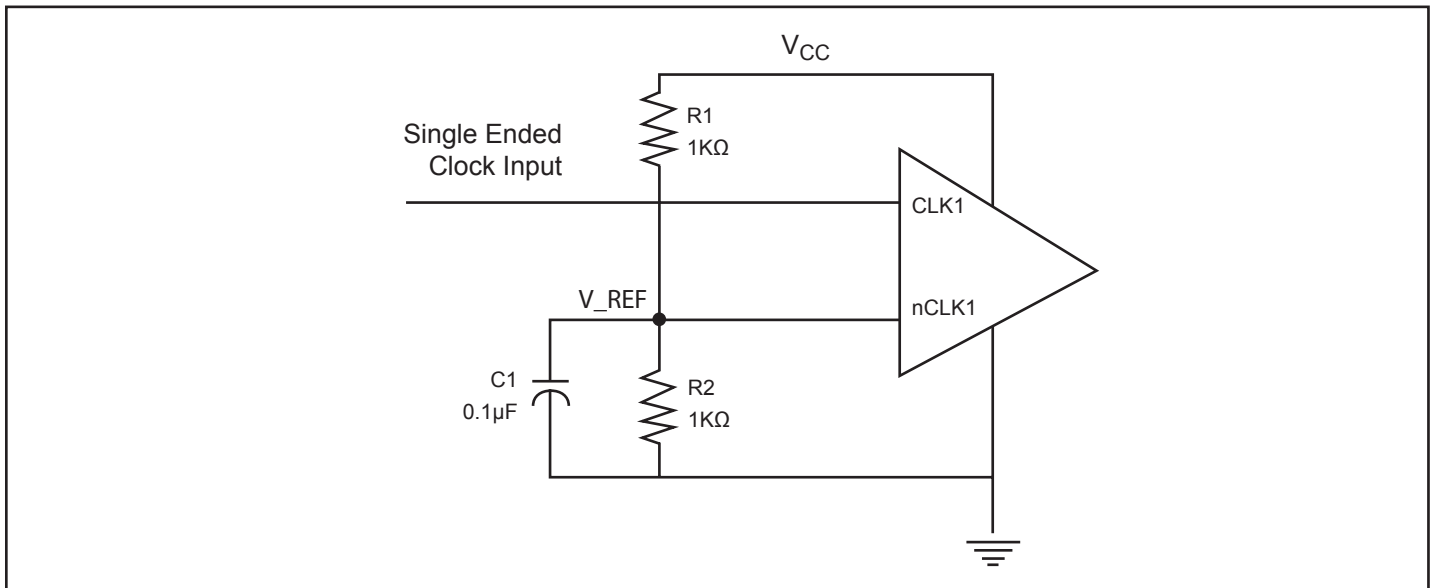 V_CC
R1
1KΩ
Single Ended
Clock Input
CLK1
V_REF
nCLK1
C1
0.1µF
R2
1KΩ